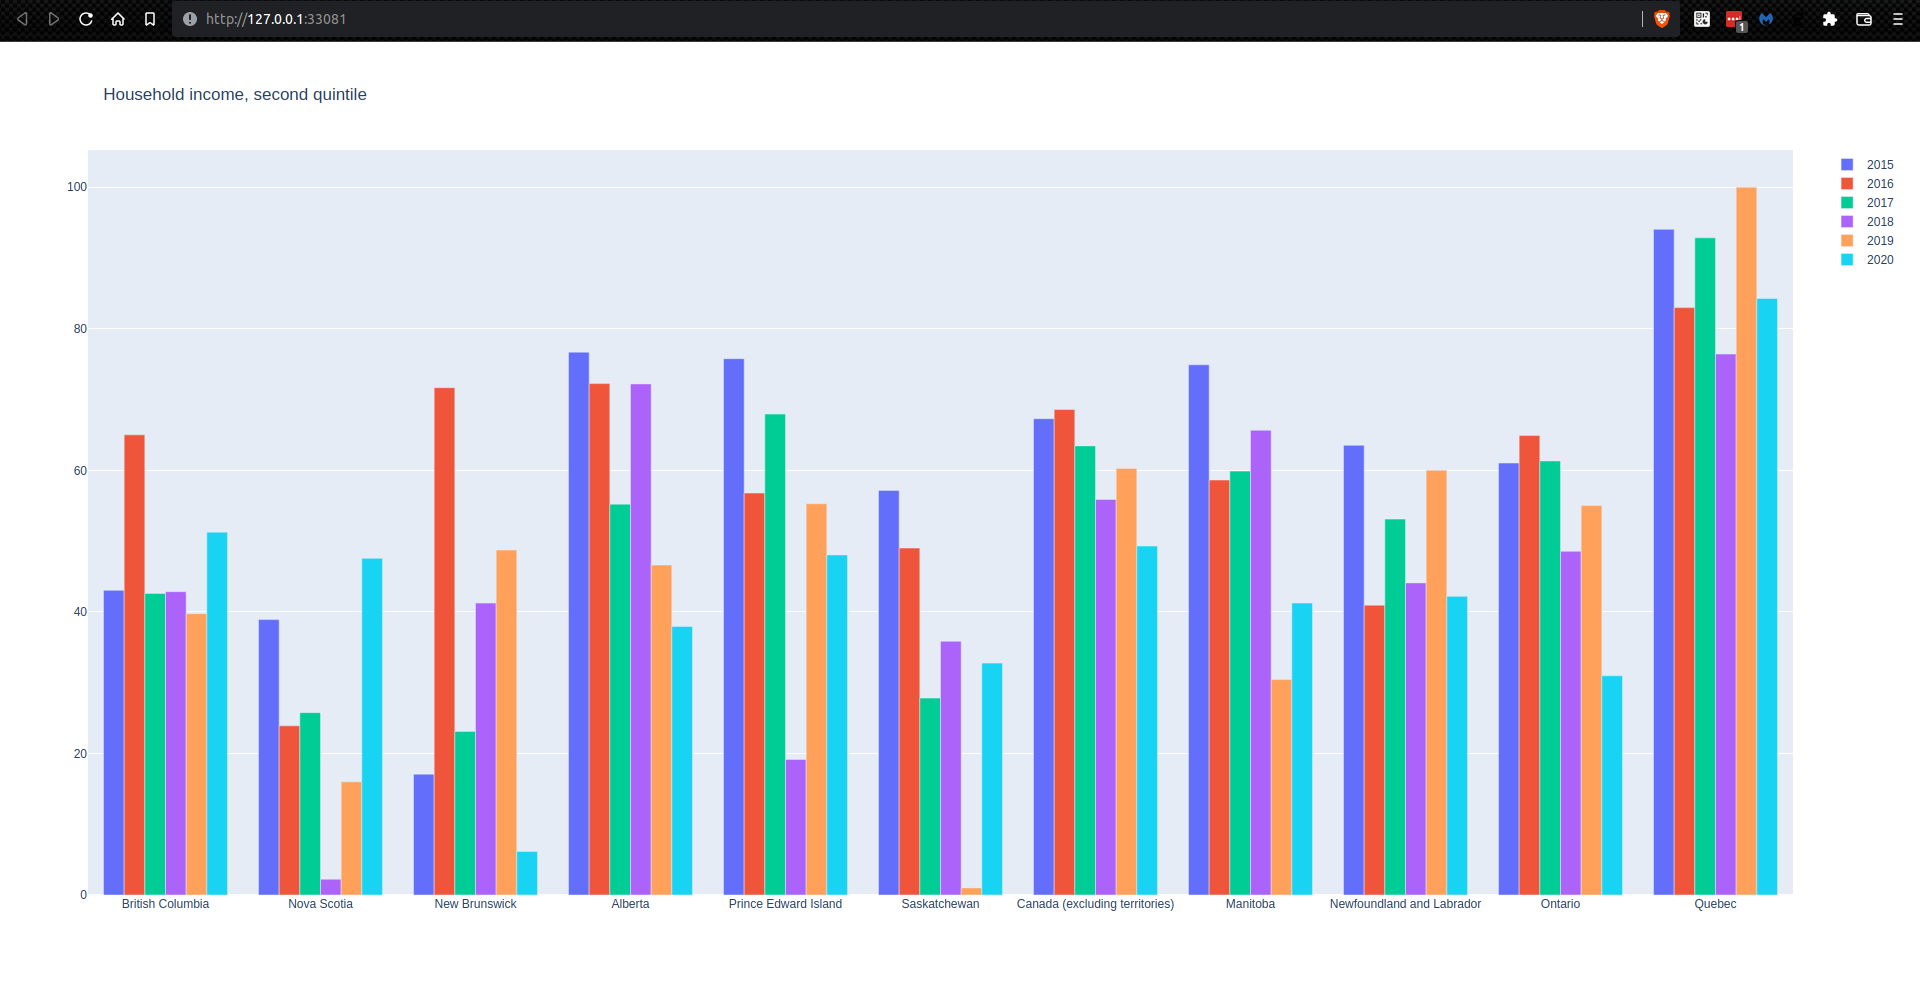 http://127.0.0.1:33081
1
Household income, second quintile
100
80
60
40
20
0
British Columbia
Nova Scotia
New Brunswick
Alberta
Prince Edward Island
Saskatchewan
Canada (excluding territories)
Manitoba
Newfoundland and Labrador
Ontario
Quebec
2015
2016
2017
2018
2019
2020